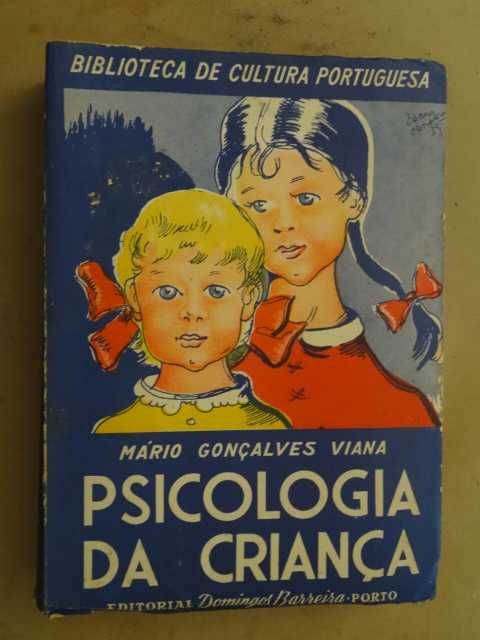 BIBLIOTECA DE CULTURA PORTUGUESA
MÁRIO GONÇALVES VIANA
PSICOLOGIA
DA CRIANÇA
EDITORIAL Domingos Barreira · PORTO